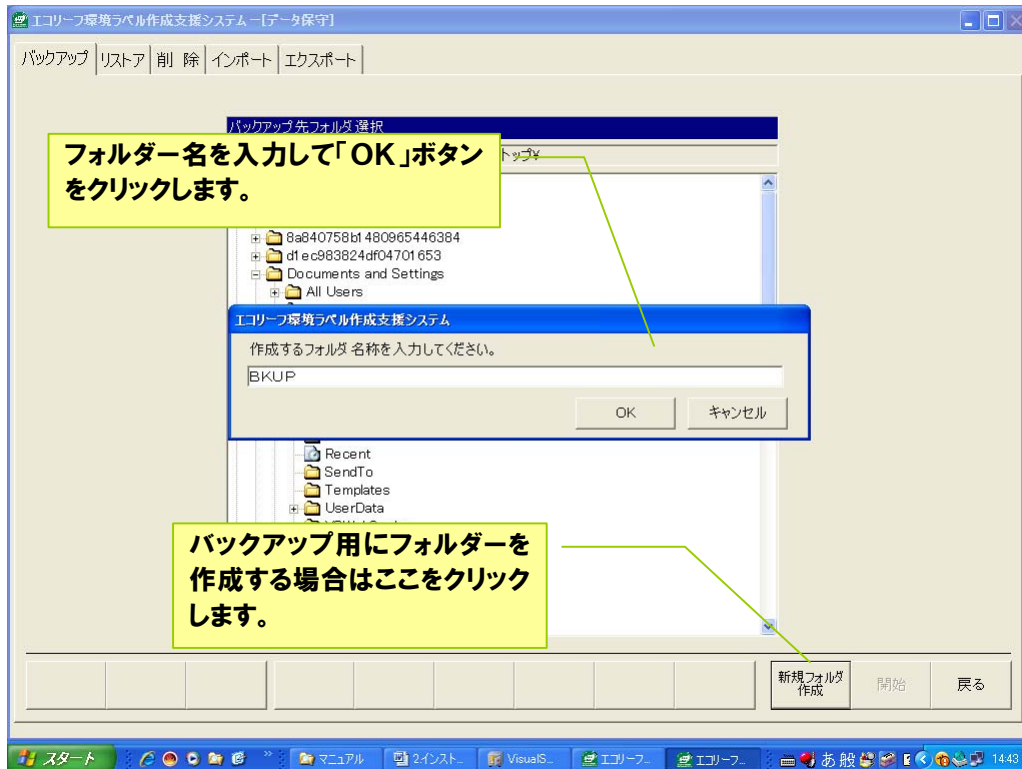 エコリーフ環境ラベル作成支援システム－[データ保守]
バックアップ リストア 削 除 インポート エクスポート
バックアップ先フォルダ選択
トップ¥
フォルダー名を入力して「OK」ボタン
をクリックします。
8a840758b1480965446384
d1ec983824df04701653
Documents and Settings
All Users
エコリーフ環境ラベル作成支援システム
作成するフォルダ名称を入力してください。
BKUP
OK キャンセル
Recent
SendTo
Templates
UserData
バックアップ用にフォルダーを
作成する場合はここをクリック
します。
新規フォルダ
作成
開始 戻る
スタート マニュアル 2インスト... VisualS... エコリーフ... エコリーフ... あ 般 14:43